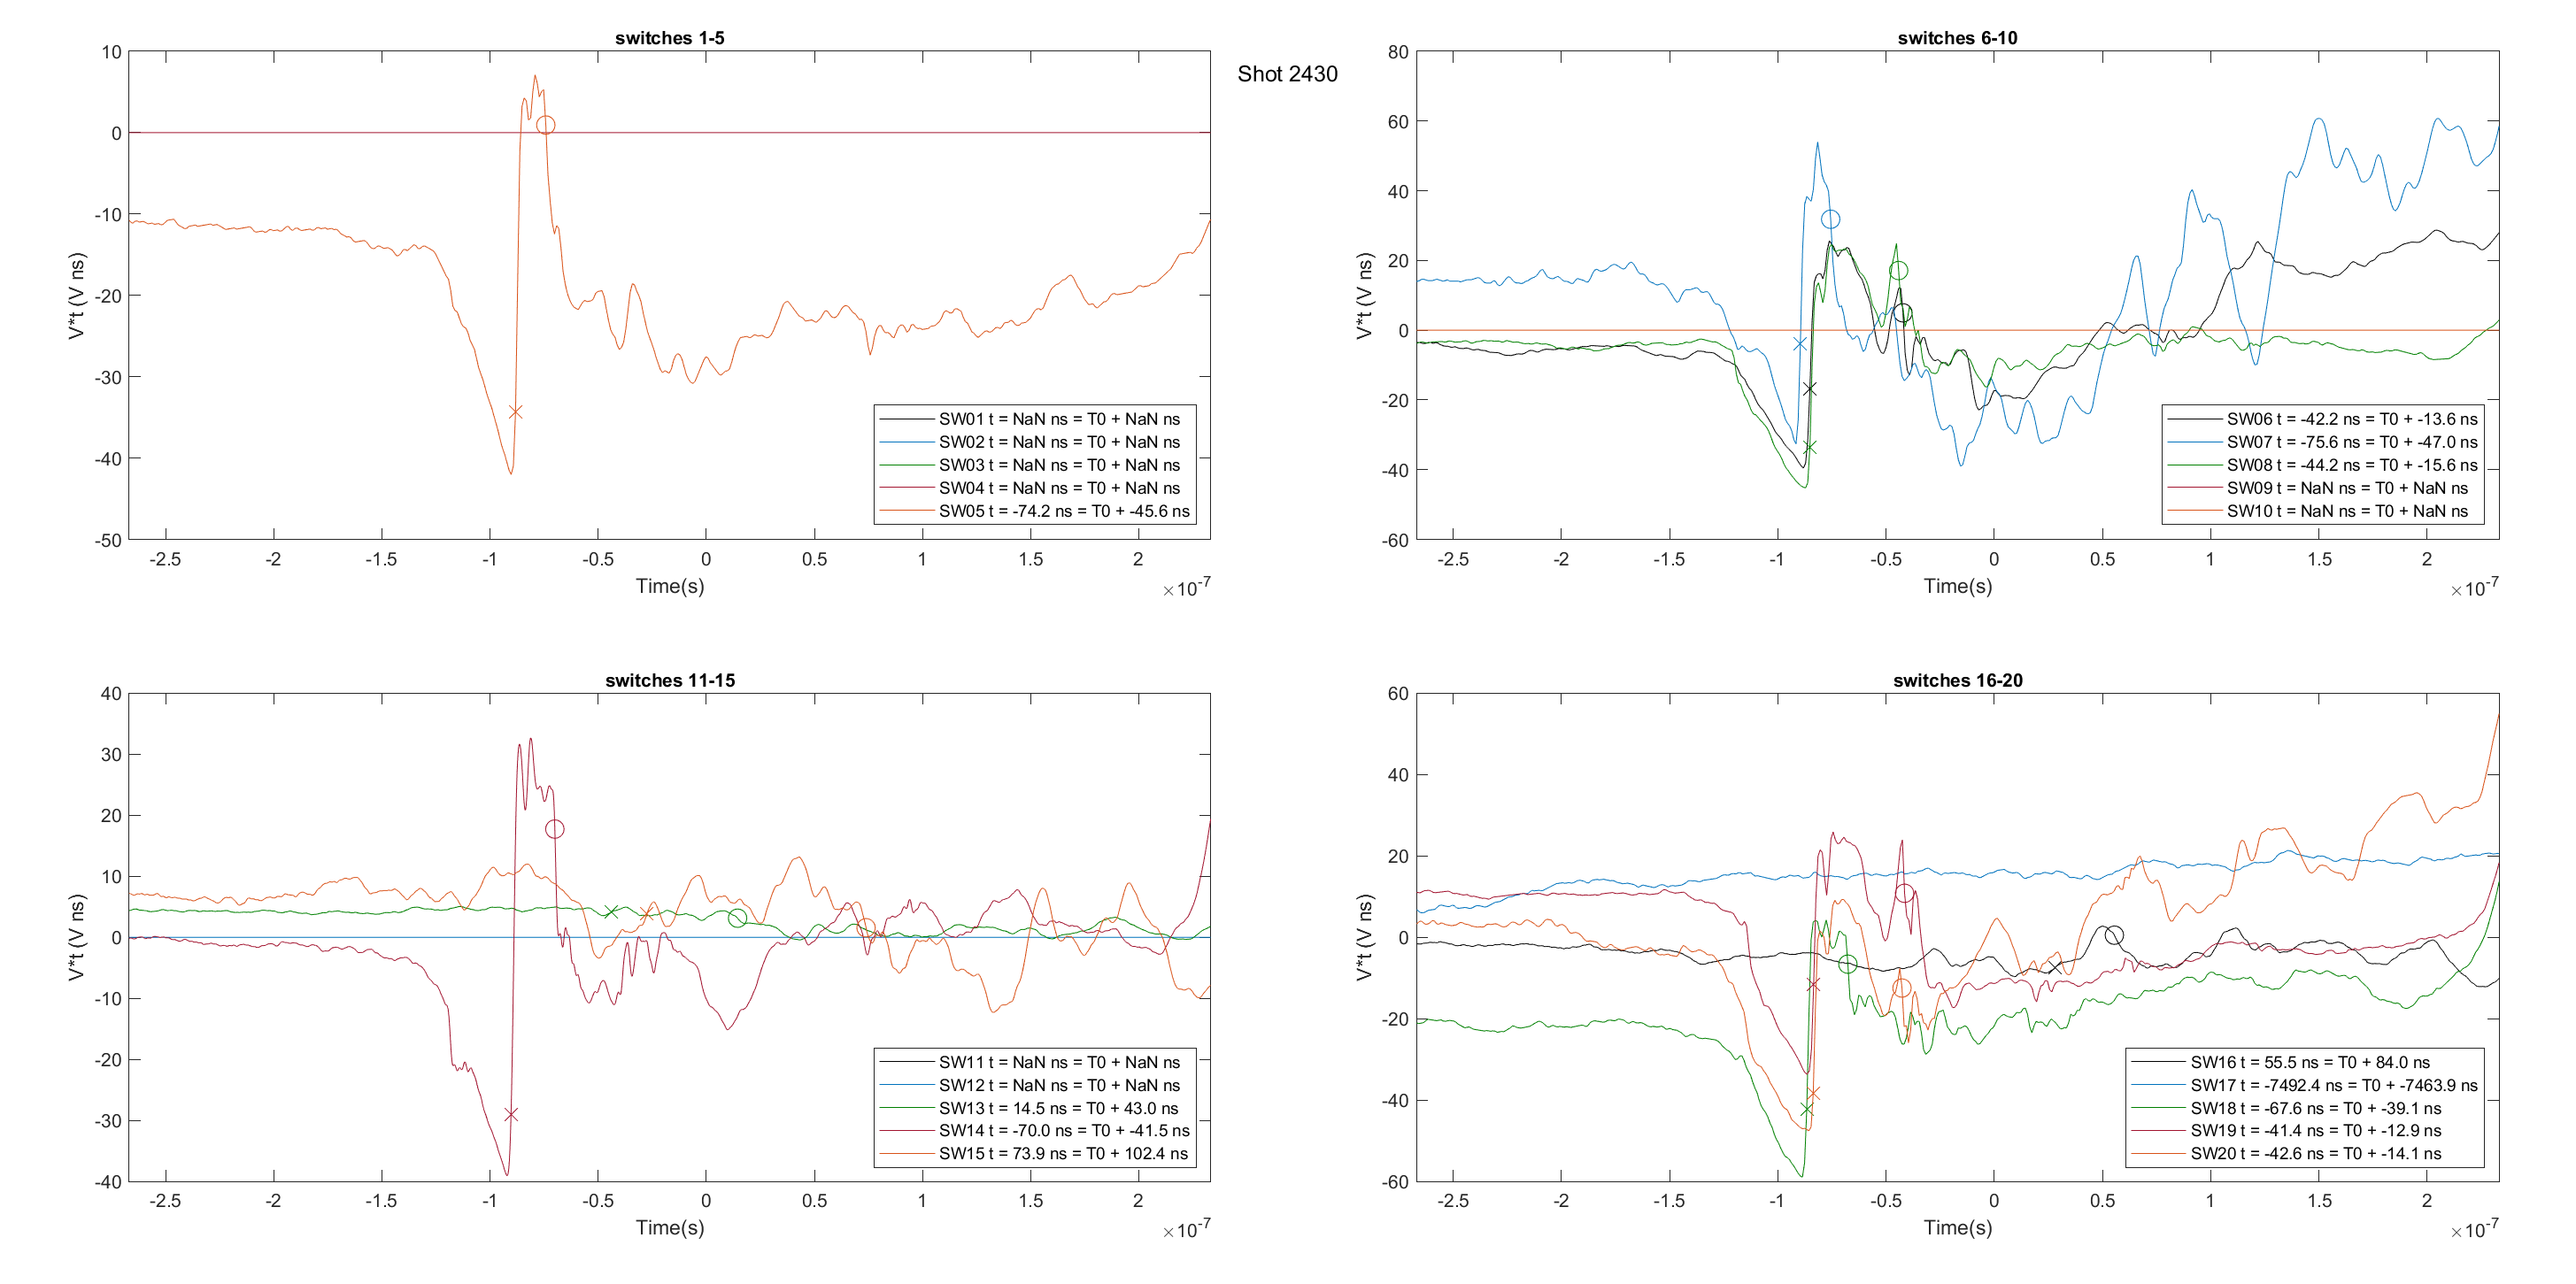 Shot 2430
switches 1-5
10
0
-10
-20
-30
-40
-50
V*t (V ns)
-2.5 -2 -1.5 -1 -0.5 0 0.5 1 1.5 2
Time(s)
×10-7
SW01 t = NaN ns = T0 + NaN ns
SW02 t = NaN ns = T0 + NaN ns
SW03 t = NaN ns = T0 + NaN ns
SW04 t = NaN ns = T0 + NaN ns
SW05 t = -74.2 ns = T0 + -45.6 ns
switches 6-10
80
60
40
20
0
-20
-40
-60
V*t (V ns)
-2.5 -2 -1.5 -1 -0.5 0 0.5 1 1.5 2
Time(s)
×10-7
SW06 t = -42.2 ns = T0 + -13.6 ns
SW07 t = -75.6 ns = T0 + -47.0 ns
SW08 t = -44.2 ns = T0 + -15.6 ns
SW09 t = NaN ns = T0 + NaN ns
SW10 t = NaN ns = T0 + NaN ns
switches 11-15
40
30
20
10
0
-10
-20
-30
-40
V*t (V ns)
-2.5 -2 -1.5 -1 -0.5 0 0.5 1 1.5 2
Time(s)
×10-7
SW11 t = NaN ns = T0 + NaN ns
SW12 t = NaN ns = T0 + NaN ns
SW13 t = 14.5 ns = T0 + 43.0 ns
SW14 t = -70.0 ns = T0 + -41.5 ns
SW15 t = 73.9 ns = T0 + 102.4 ns
switches 16-20
60
40
20
0
-20
-40
-60
V*t (V ns)
-2.5 -2 -1.5 -1 -0.5 0 0.5 1 1.5 2
Time(s)
×10-7
SW16 t = 55.5 ns = T0 + 84.0 ns
SW17 t = -7492.4 ns = T0 + -7463.9 ns
SW18 t = -67.6 ns = T0 + -39.1 ns
SW19 t = -41.4 ns = T0 + -12.9 ns
SW20 t = -42.6 ns = T0 + -14.1 ns